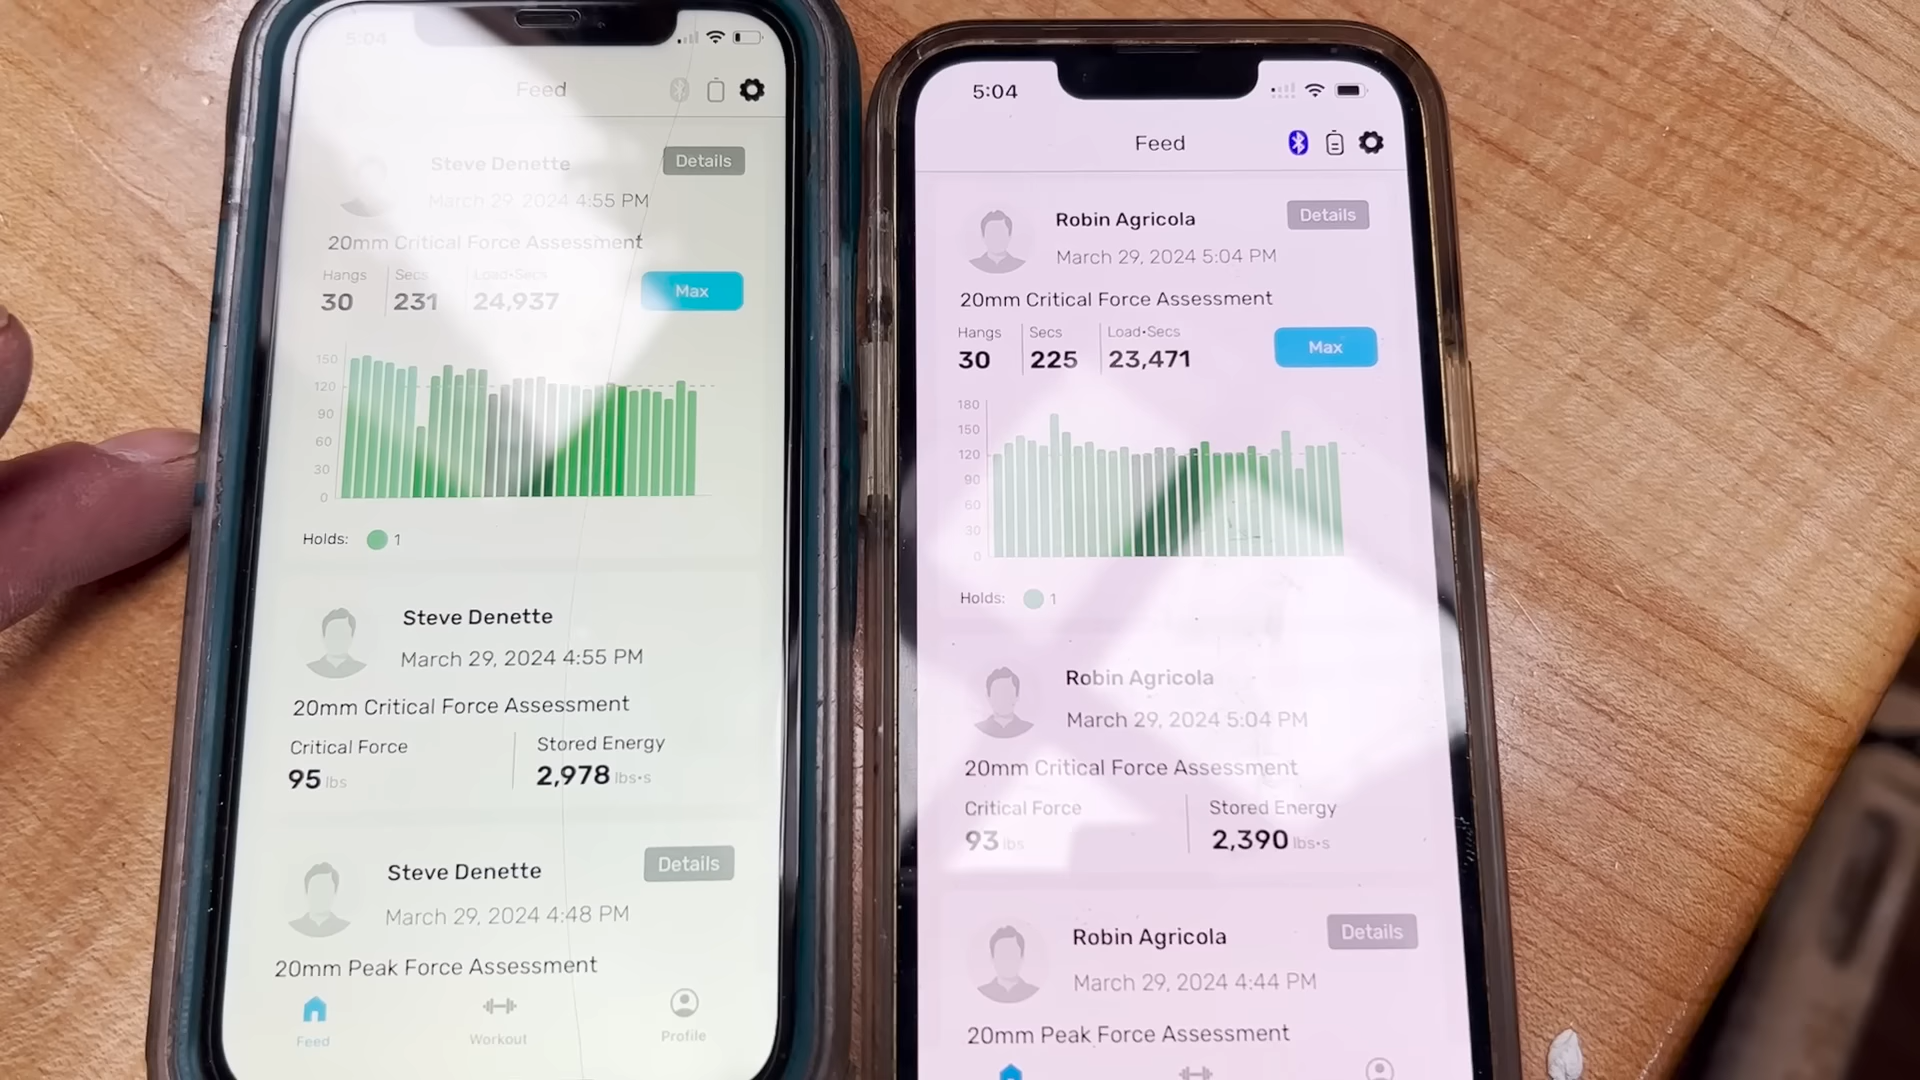 5:04
Feed
Steve Denette
Details
March 29, 2024 4:55 PM
20mm Critical Force Assessment
Hangs
Secs
Load•Secs
30
231
24,937
Max
150
120
90
60
30
0
Holds:
1
Steve Denette
March 29, 2024 4:55 PM
20mm Critical Force Assessment
Critical Force
Stored Energy
95 lbs
2,978 lbs•s
Steve Denette
Details
March 29, 2024 4:48 PM
20mm Peak Force Assessment
Feed
Workout
Profile
5:04
Feed
Robin Agricola
Details
March 29, 2024 5:04 PM
20mm Critical Force Assessment
Hangs
Secs
Load•Secs
30
225
23,471
Max
180
150
120
90
60
30
0
Holds:
1
Robin Agricola
March 29, 2024 5:04 PM
20mm Critical Force Assessment
Critical Force
Stored Energy
93 lbs
2,390 lbs•s
Robin Agricola
Details
March 29, 2024 4:44 PM
20mm Peak Force Assessment